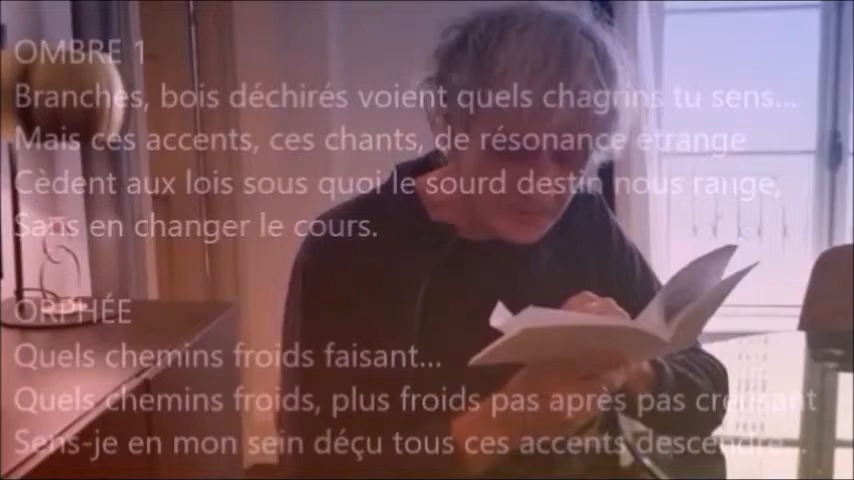 OMBRE 1
Branches, bois déchirés voient quels chagrins tu sens...
Mais ces accents, ces chants, de résonance étrange
Cèdent aux lois sous quoi le sourd destin nous range,
Sans en changer le cours.
ORPHÉE
Quels chemins froids faisant...
Quels chemins froids, plus froids pas après pas creusant
Sens-je en mon sein déçu tous ces accents descendre...